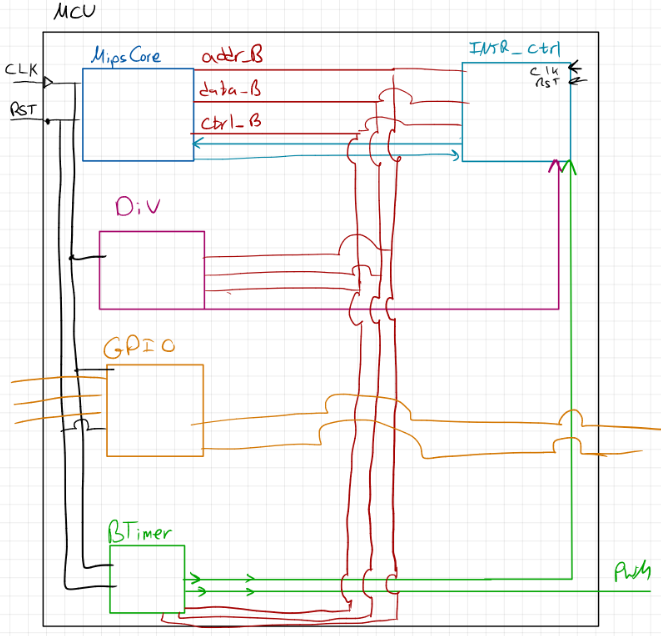 MCU
MipsCore
addr_B
INTR_Ctrl
CLK
Clk
RST
data_B
RST
ctrl_B
DiV
GPIO
BTimer
PWM